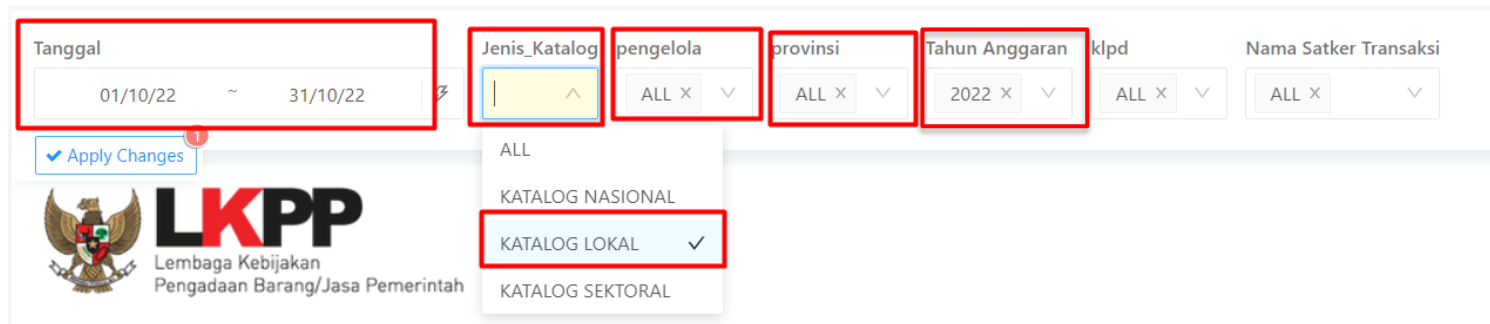 Tanggal Jenis_Katalog pengelola provinsi Tahun Anggaran klpd Nama Satker Transaksi
01/10/22 ~ 31/10/22 ALL × ALL × 2022 × ALL × ALL ×
1
Apply Changes
ALL
KATALOG NASIONAL
KATALOG LOKAL
KATALOG SEKTORAL
LKPP
Lembaga Kebijakan
Pengadaan Barang/Jasa Pemerintah